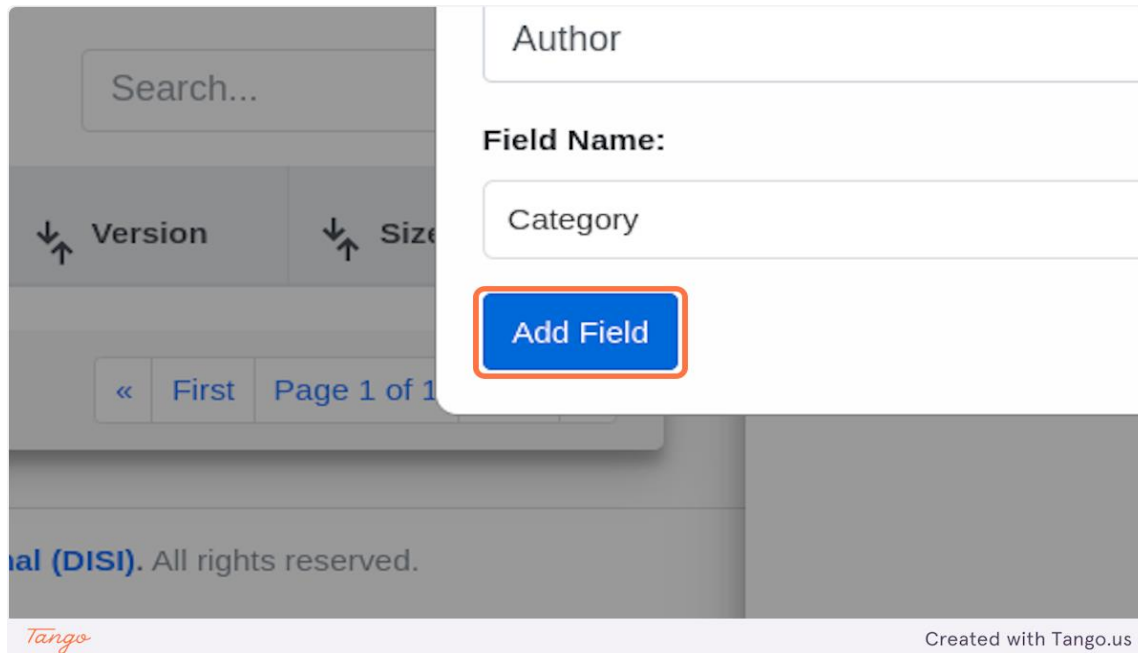 Author
Search...
Field Name:
Category
Version
Size
Add Field
« First Page 1 of 1
(DISI). All rights reserved.
Tango
Created with Tango.us